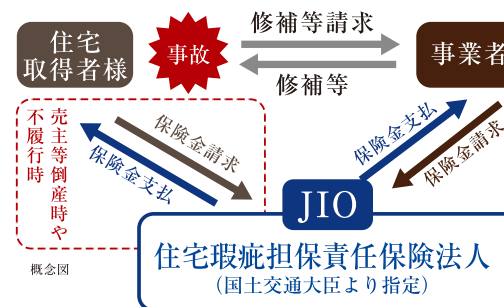 住宅
取得者様
事故
修補等請求
修補等
事業者
売主等倒産時や
不履行時
保険金請求
保険金支払
保険金支払
保険金請求
JIO
住宅瑕疵担保責任保険法人
(国土交通大臣より指定)
概念図